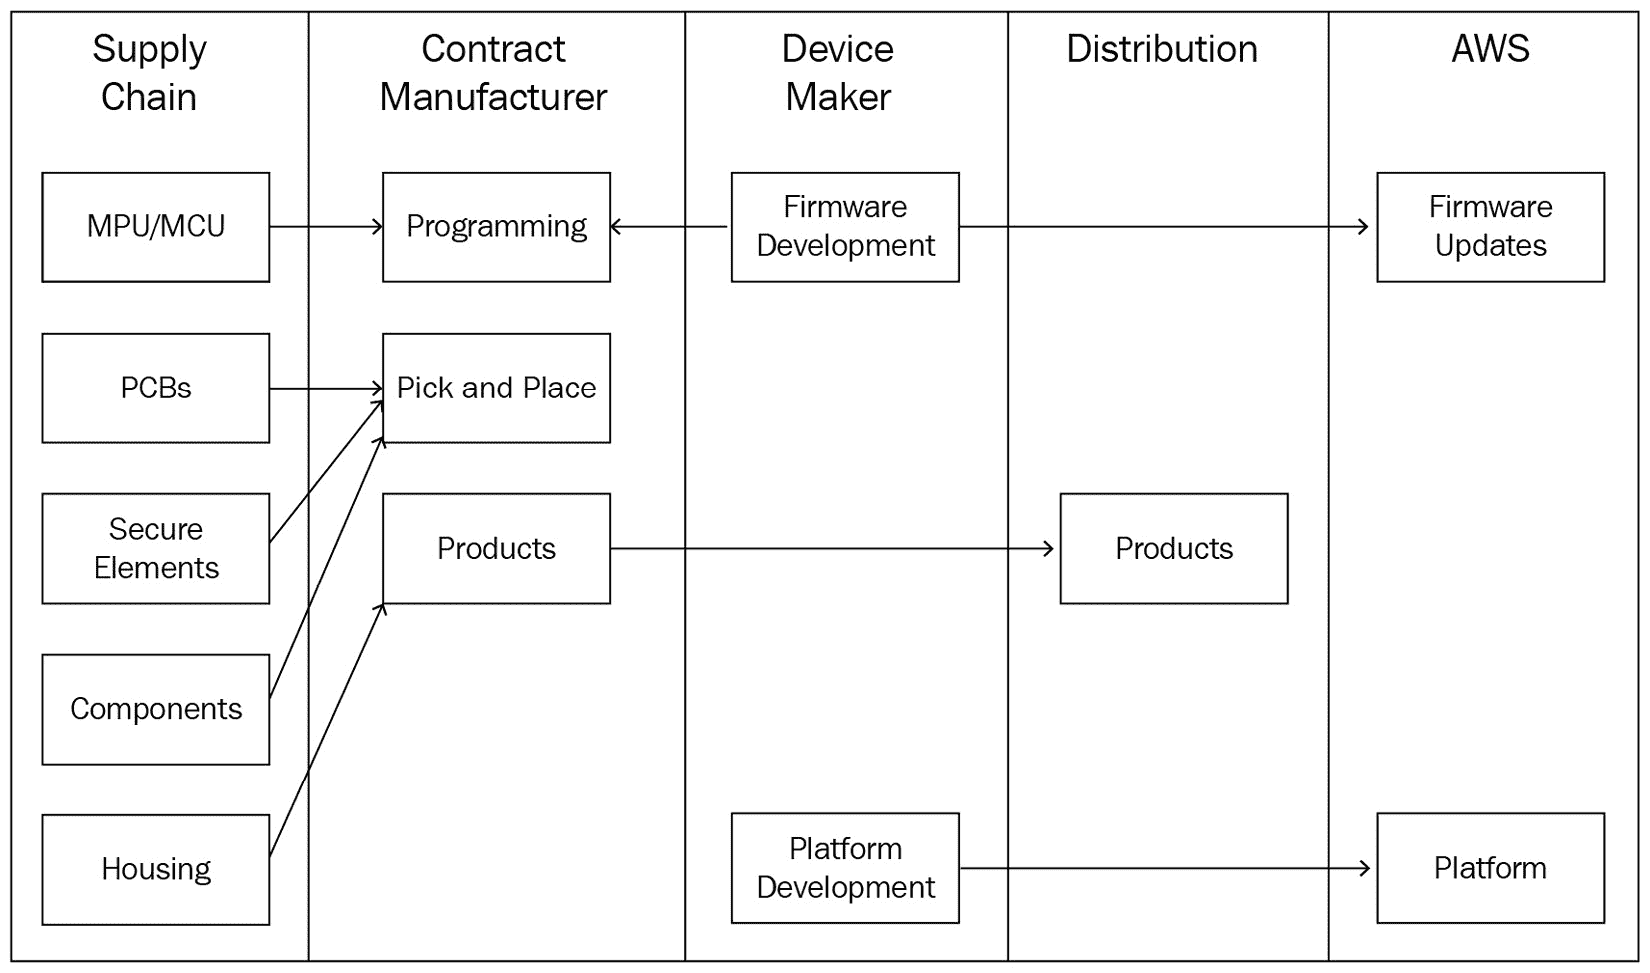 Supply
Chain
Contract
Manufacturer
Device
Maker
Distribution
AWS
MPU/MCU
Programming
Firmware
Development
Firmware
Updates
PCBs
Pick and Place
Secure
Elements
Products
Products
Components
Housing
Platform
Development
Platform